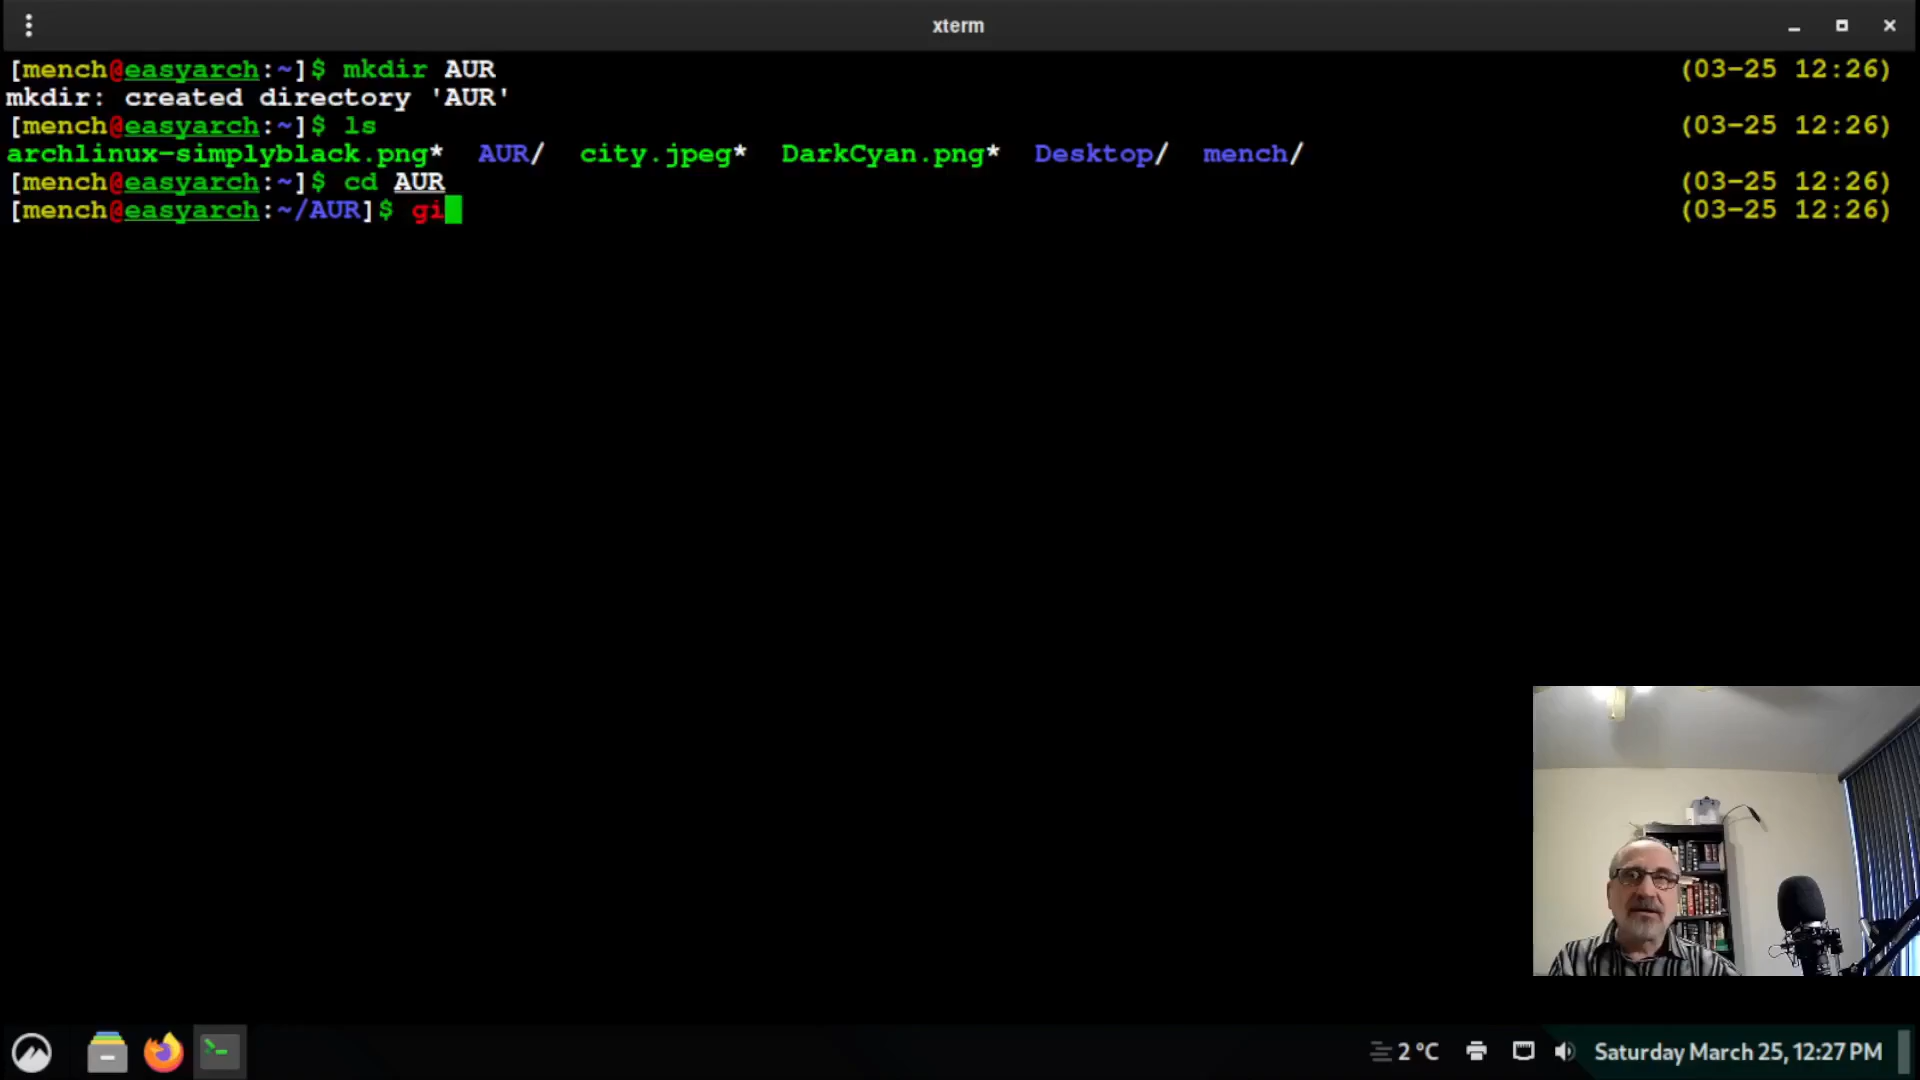 xterm
[mench@easyarch:~]$ mkdir AUR (03-25 12:26)
mkdir: created directory 'AUR'
[mench@easyarch:~]$ ls (03-25 12:26)
archlinux-simplyblack.png* AUR/ city.jpeg* DarkCyan.png* Desktop/ mench/
[mench@easyarch:~]$ cd AUR (03-25 12:26)
[mench@easyarch:~/AUR]$ gi (03-25 12:26)
2 °C Saturday March 25, 12:27 PM